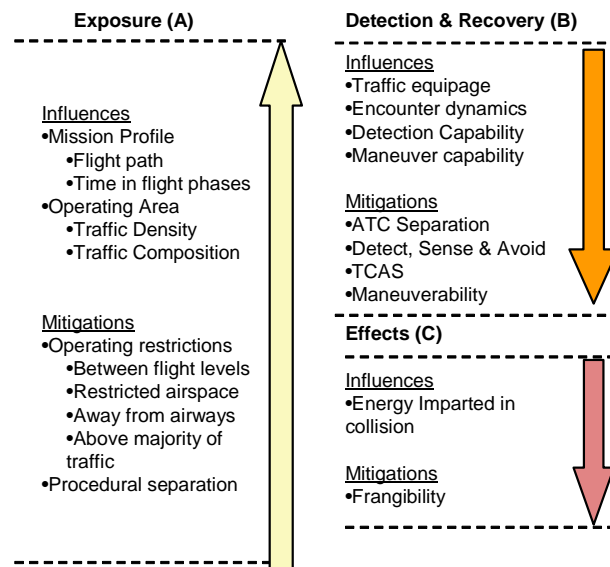 Exposure (A)
Influences
•Mission Profile
•Flight path
•Time in flight phases
•Operating Area
•Traffic Density
•Traffic Composition
Mitigations
•Operating restrictions
•Between flight levels
•Restricted airspace
•Away from airways
•Above majority of
traffic
•Procedural separation
Detection & Recovery (B)
Influences
•Traffic equipage
•Encounter dynamics
•Detection Capability
•Maneuver capability
Mitigations
•ATC Separation
•Detect, Sense & Avoid
•TCAS
•Maneuverability
Effects (C)
Influences
•Energy Imparted in
collision
Mitigations
•Frangibility